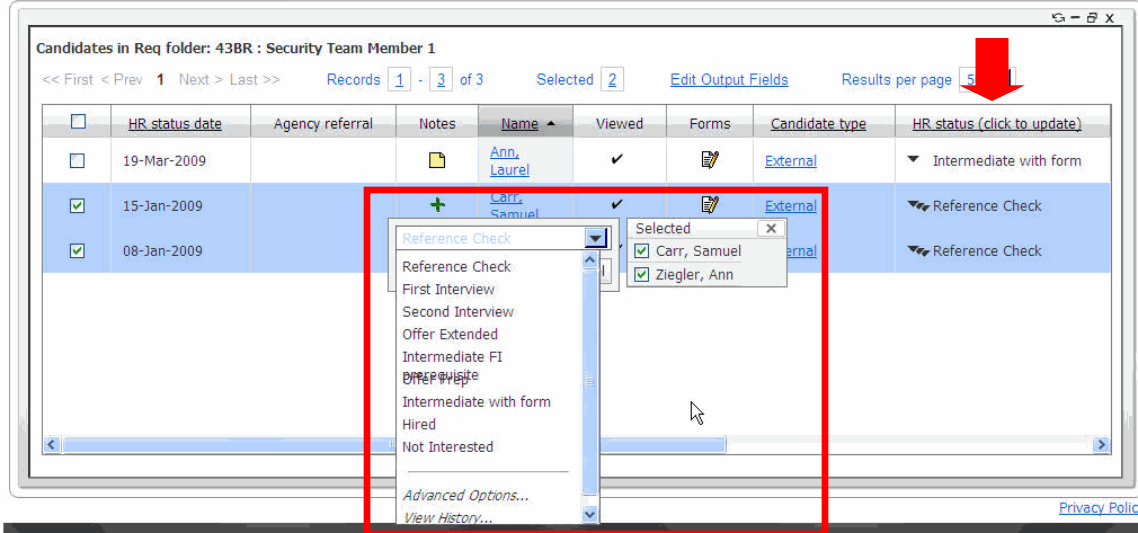 Candidates in Req folder: 43BR : Security Team Member 1
<< First < Prev 1 Next > Last >> Records 1 - 3 of 3 Selected 2 Edit Output Fields Results per page 5
HR status date Agency referral Notes Name Viewed Forms Candidate type HR status (click to update)
19-Mar-2009 Ann, Laurel External Intermediate with form
15-Jan-2009 Carr, Samuel External Reference Check
08-Jan-2009 Reference Check
Reference Check
Selected
Carr, Samuel
Ziegler, Ann
Reference Check
First Interview
Second Interview
Offer Extended
Intermediate FI
prerequisite
Offer Prep
Intermediate with form
Hired
Not Interested
Advanced Options...
View History...
Privacy